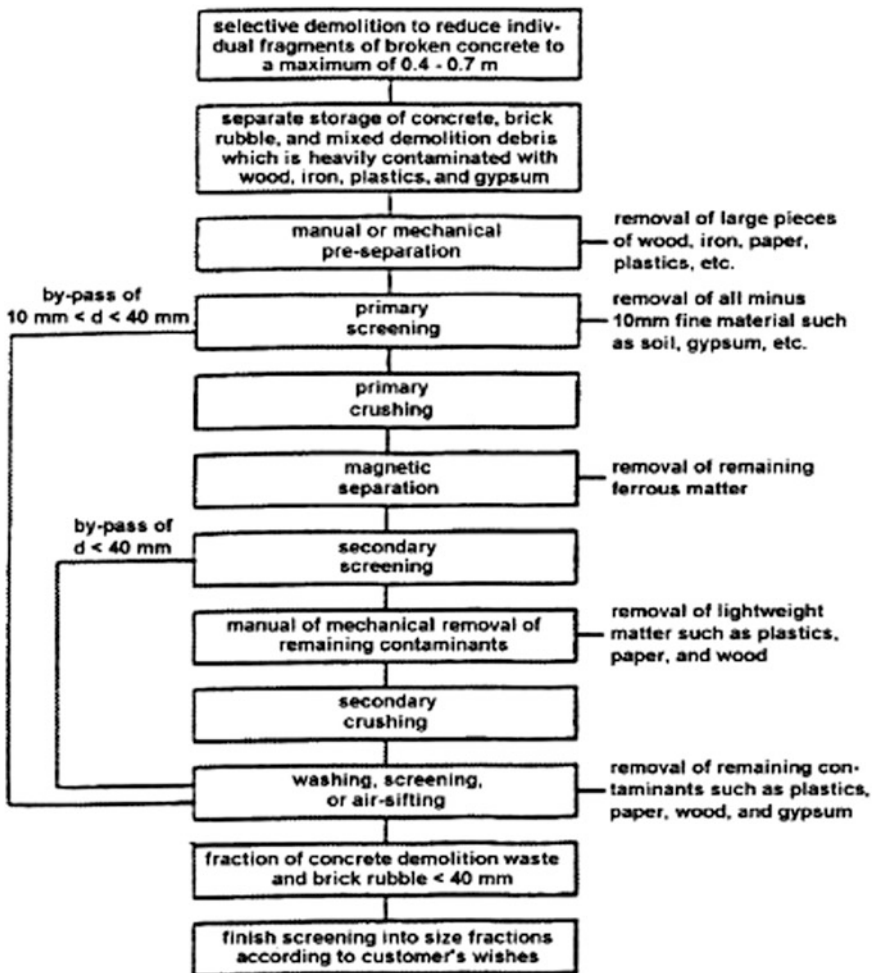 selective demolition to reduce indiv-
dual fragments of broken concrete to
a maximum of 0.4 - 0.7 m
separate storage of concrete, brick
rubble, and mixed demolition debris
which is heavily contaminated with
wood, iron, plastics, and gypsum
manual or mechanical
pre-separation
removal of large pieces
of wood, iron, paper,
plastics, etc.
by-pass of
10 mm < d < 40 mm
primary
screening
removal of all minus
10mm fine material such
as soil, gypsum, etc.
primary
crushing
magnetic
separation
removal of remaining
ferrous matter
by-pass of
d < 40 mm
secondary
screening
manual of mechanical removal of
remaining contaminants
removal of lightweight
matter such as plastics,
paper, and wood
secondary
crushing
washing, screening,
or air-sifting
removal of remaining con-
taminants such as plastics,
paper, wood, and gypsum
fraction of concrete demolition waste
and brick rubble < 40 mm
finish screening into size fractions
according to customer's wishes